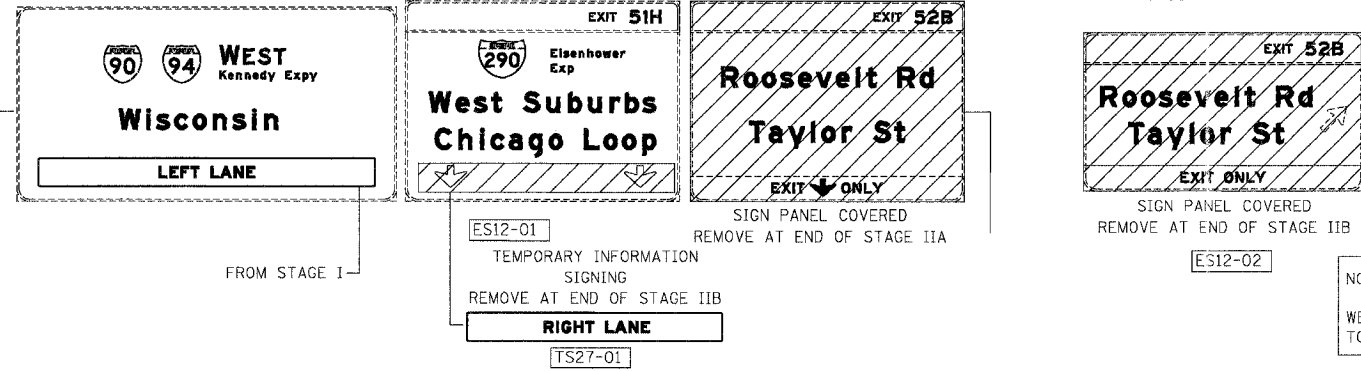 90 94 WEST
Kennedy Expy
Wisconsin
LEFT LANE
FROM STAGE I
EXIT 51H
290 Eisenhower
Exp
West Suburbs
Chicago Loop
ES12-01
TEMPORARY INFORMATION
SIGNING
REMOVE AT END OF STAGE IIB
RIGHT LANE
TS27-01
EXIT 52B
Roosevelt Rd
Taylor St
EXIT ONLY
SIGN PANEL COVERED
REMOVE AT END OF STAGE IIA
EXIT 52B
Roosevelt Rd
Taylor St
EXIT ONLY
SIGN PANEL COVERED
REMOVE AT END OF STAGE IIB
ES12-02